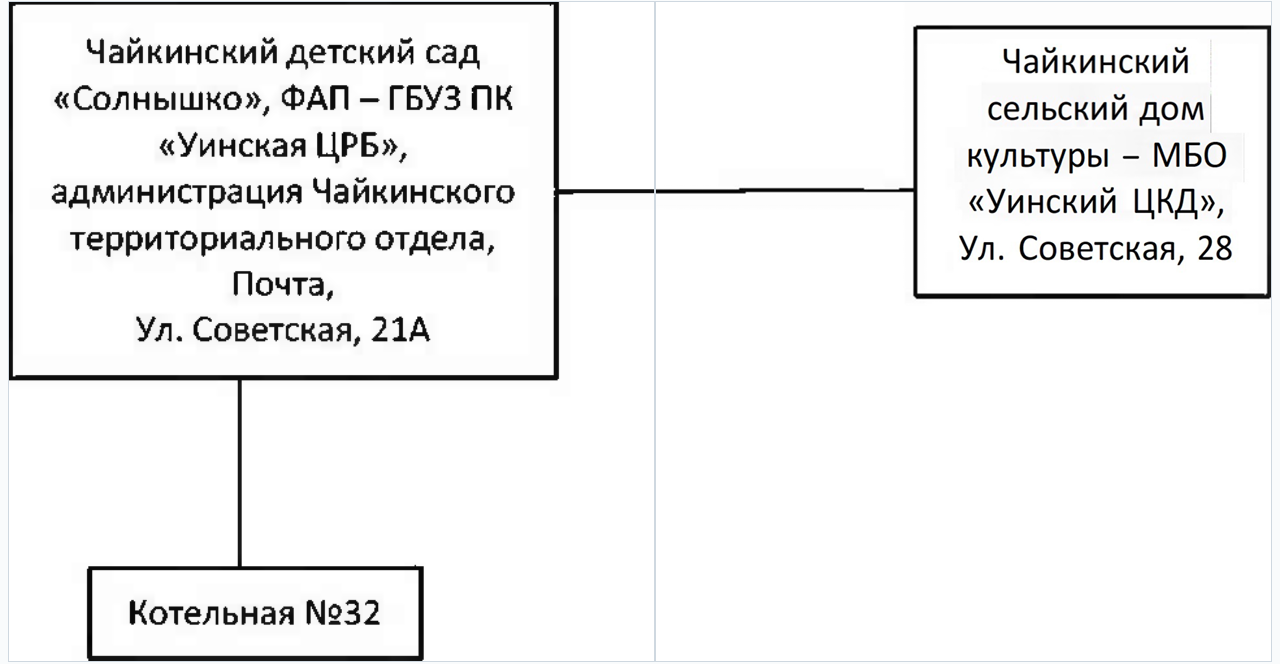 Чайкинский детский сад
«Солнышко», ФАП – ГБУЗ ПК
«Уинская ЦРБ»,
администрация Чайкинского
территориального отдела,
Почта,
Ул. Советская, 21А
Чайкинский
сельский дом
культуры – МБО
«Уинский ЦКД»,
Ул. Советская, 28
Котельная №32